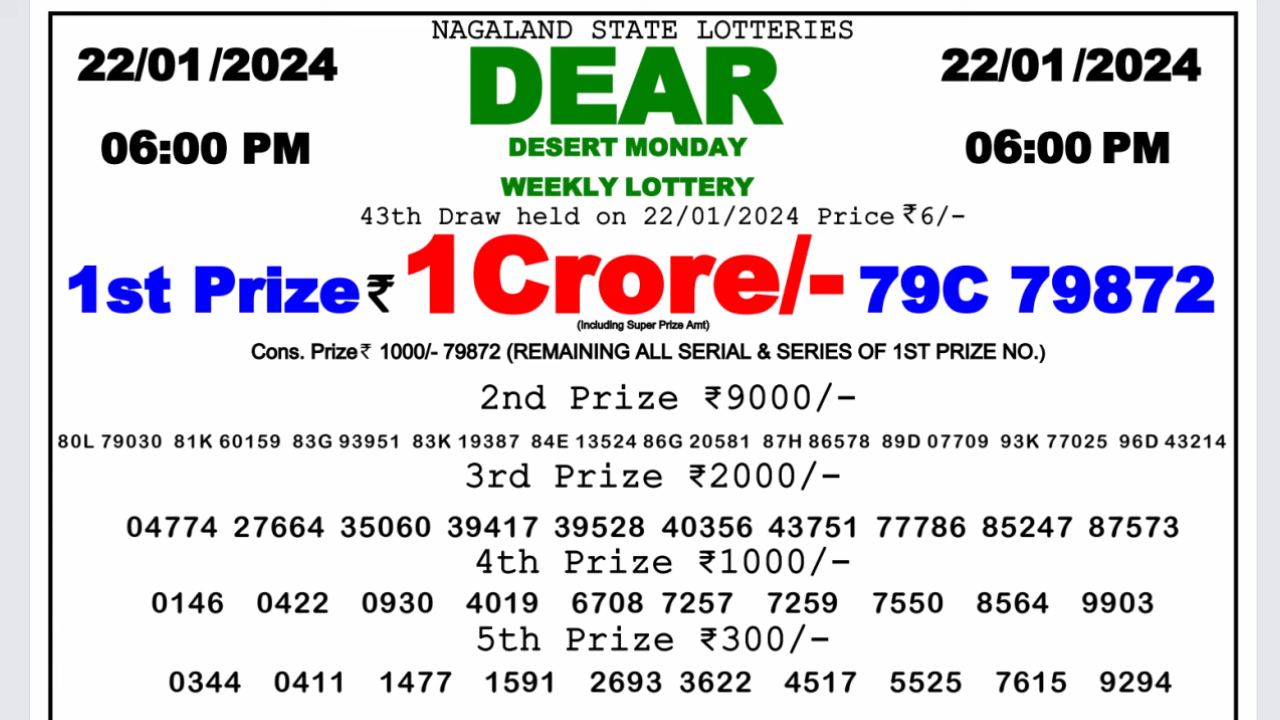 NAGALAND STATE LOTTERIES
22/01/2024 DEAR 22/01/2024
06:00 PM DESERT MONDAY 06:00 PM
WEEKLY LOTTERY
43th Draw held on 22/01/2024 Price ₹6/-
1st Prize ₹ 1Crore/- 79C 79872
(Including Super Prize Amt)
Cons. Prize₹ 1000/- 79872 (REMAINING ALL SERIAL & SERIES OF 1ST PRIZE NO.)
2nd Prize ₹9000/-
80L 79030 81K 60159 83G 93951 83K 19387 84E 13524 86G 20581 87H 86578 89D 07709 93K 77025 96D 43214
3rd Prize ₹2000/-
04774 27664 35060 39417 39528 40356 43751 77786 85247 87573
4th Prize ₹1000/-
0146 0422 0930 4019 6708 7257 7259 7550 8564 9903
5th Prize ₹300/-
0344 0411 1477 1591 2693 3622 4517 5525 7615 9294